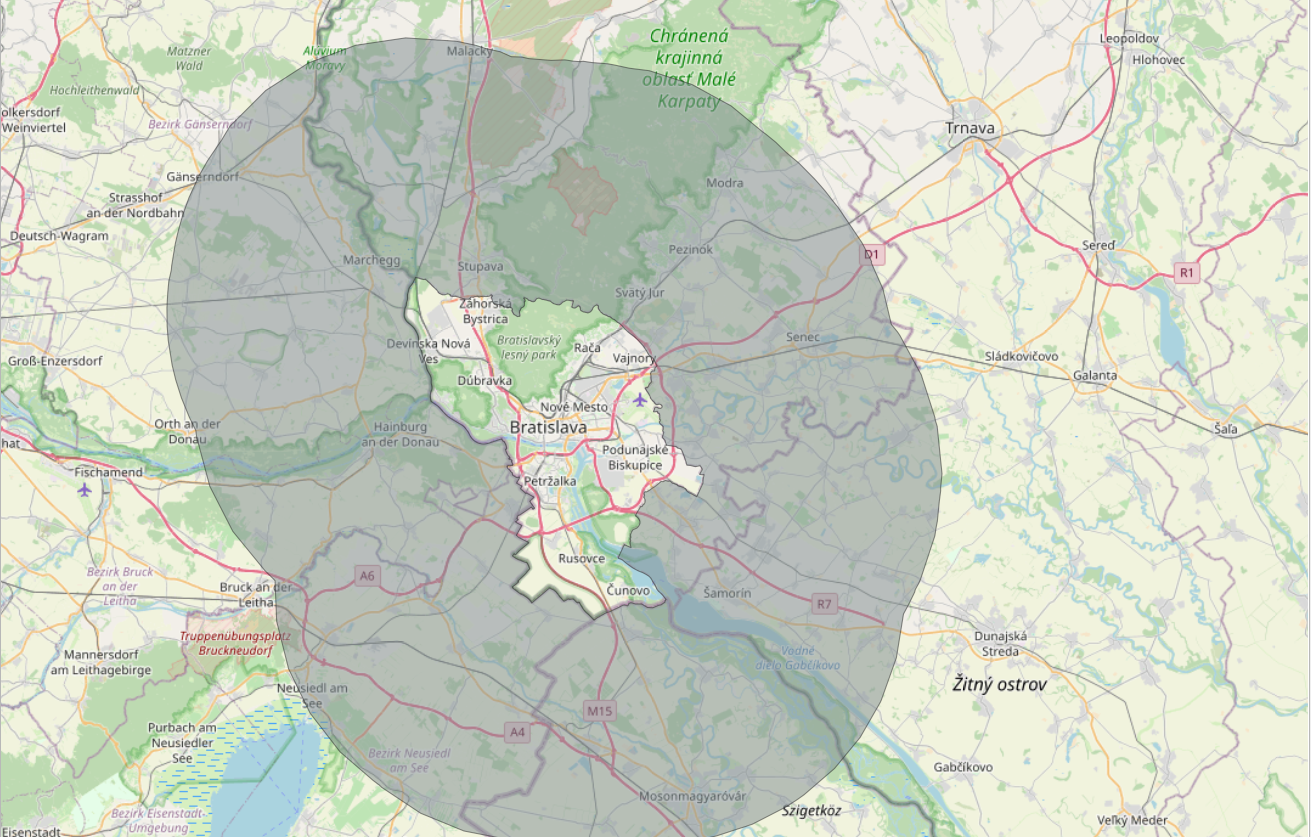 Leopoldov
Hlohovec
Chránená
krajinná
oblasť Malé
Karpaty
Malacky
Matzner
Wald
Aluvium
Moravy
Hochleithenwald
olkersdorf
Weinviertel
Bezirk Gänserndorf
Trnava
Gänserndorf
Modra
Strasshof
an der Nordbahn
Deutsch-Wagram
Pezinok
Sereď
D1
Marchegg
Stupava
R1
Svätý Jur
Záhorská
Bystrica
Devínska Nová
Ves
Bratislavský
lesný park
Rača
Vajnory
Senec
Groß-Enzersdorf
Sládkovičovo
Galanta
Dúbravka
Nové Mesto
Bratislava
Orth an der
Donau
Hainburg
an der Donau
Šaľa
hat
Podunajské
Biskupice
Fischamend
Petržalka
Rusovce
Čunovo
Bezirk Bruck
an der
Leitha
A6
Bruck an der
Leitha
Šamorín
R7
Truppenübungsplatz
Bruckneudorf
Dunajská
Streda
Mannersdorf
am Leithagebirge
Vodné
dielo Gabčíkovo
Žitný ostrov
Neusiedl am
See
M15
Purbach am
Neusiedler
See
A4
Bezirk Neusiedl
am See
Gabčíkovo
Mosonmagyaróvár
Szigetköz
Bezirk Eisenstadt-
Umgebung
Eisenstadt
Veľký Meder